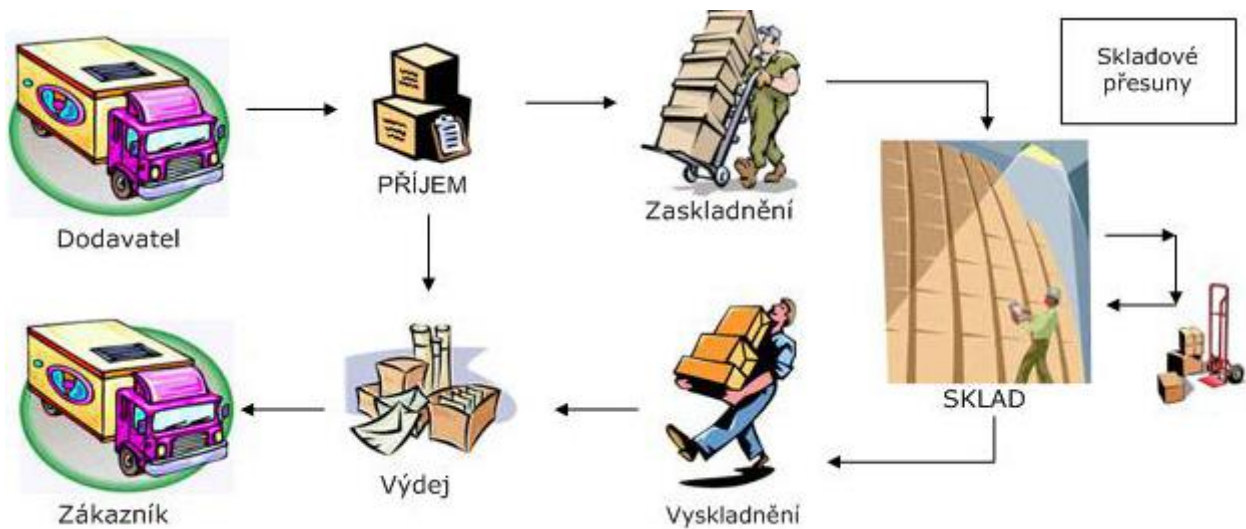 Skladové
přesuny
PŘÍJEM
Zaskladnění
Dodavatel
SKLAD
Výdej
Zákazník
Vyskladnění